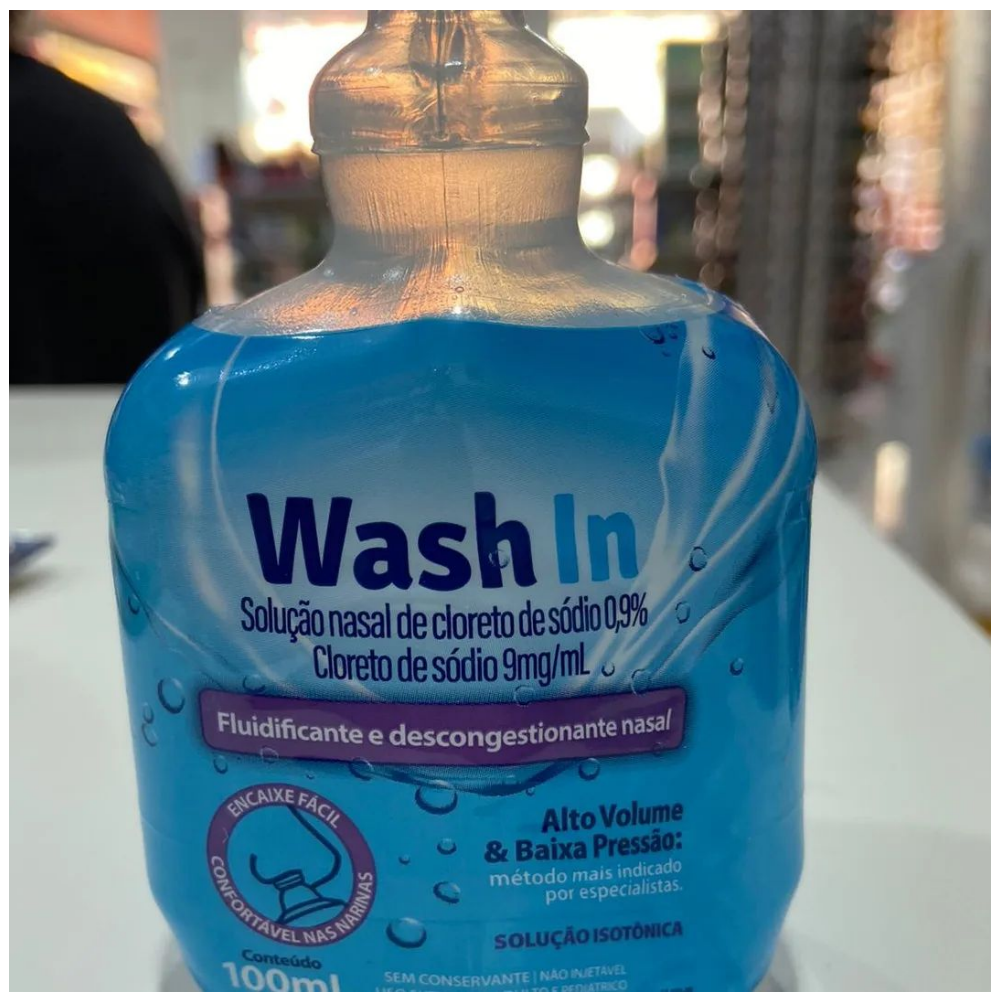 Wash In
Solução nasal de cloreto de sódio 0,9%
Cloreto de sódio 9mg/mL
Fluidificante e descongestionante nasal
ENCAIXE FÁCIL
CONFORTÁVEL NAS NARINAS
Alto Volume
& Baixa Pressão:
método mais indicado
por especialistas.
SOLUÇÃO ISOTÔNICA
Conteúdo
100ml
SEM CONSERVANTE | NÃO INJETÁVEL
E PEDIÁTRICO